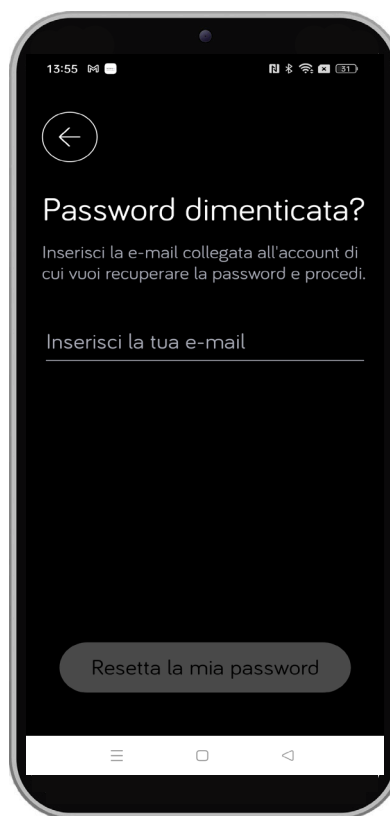 13:55
31
Password dimenticata?
Inserisci la e-mail collegata all'account di
cui vuoi recuperare la password e procedi.
Inserisci la tua e-mail
Resetta la mia password